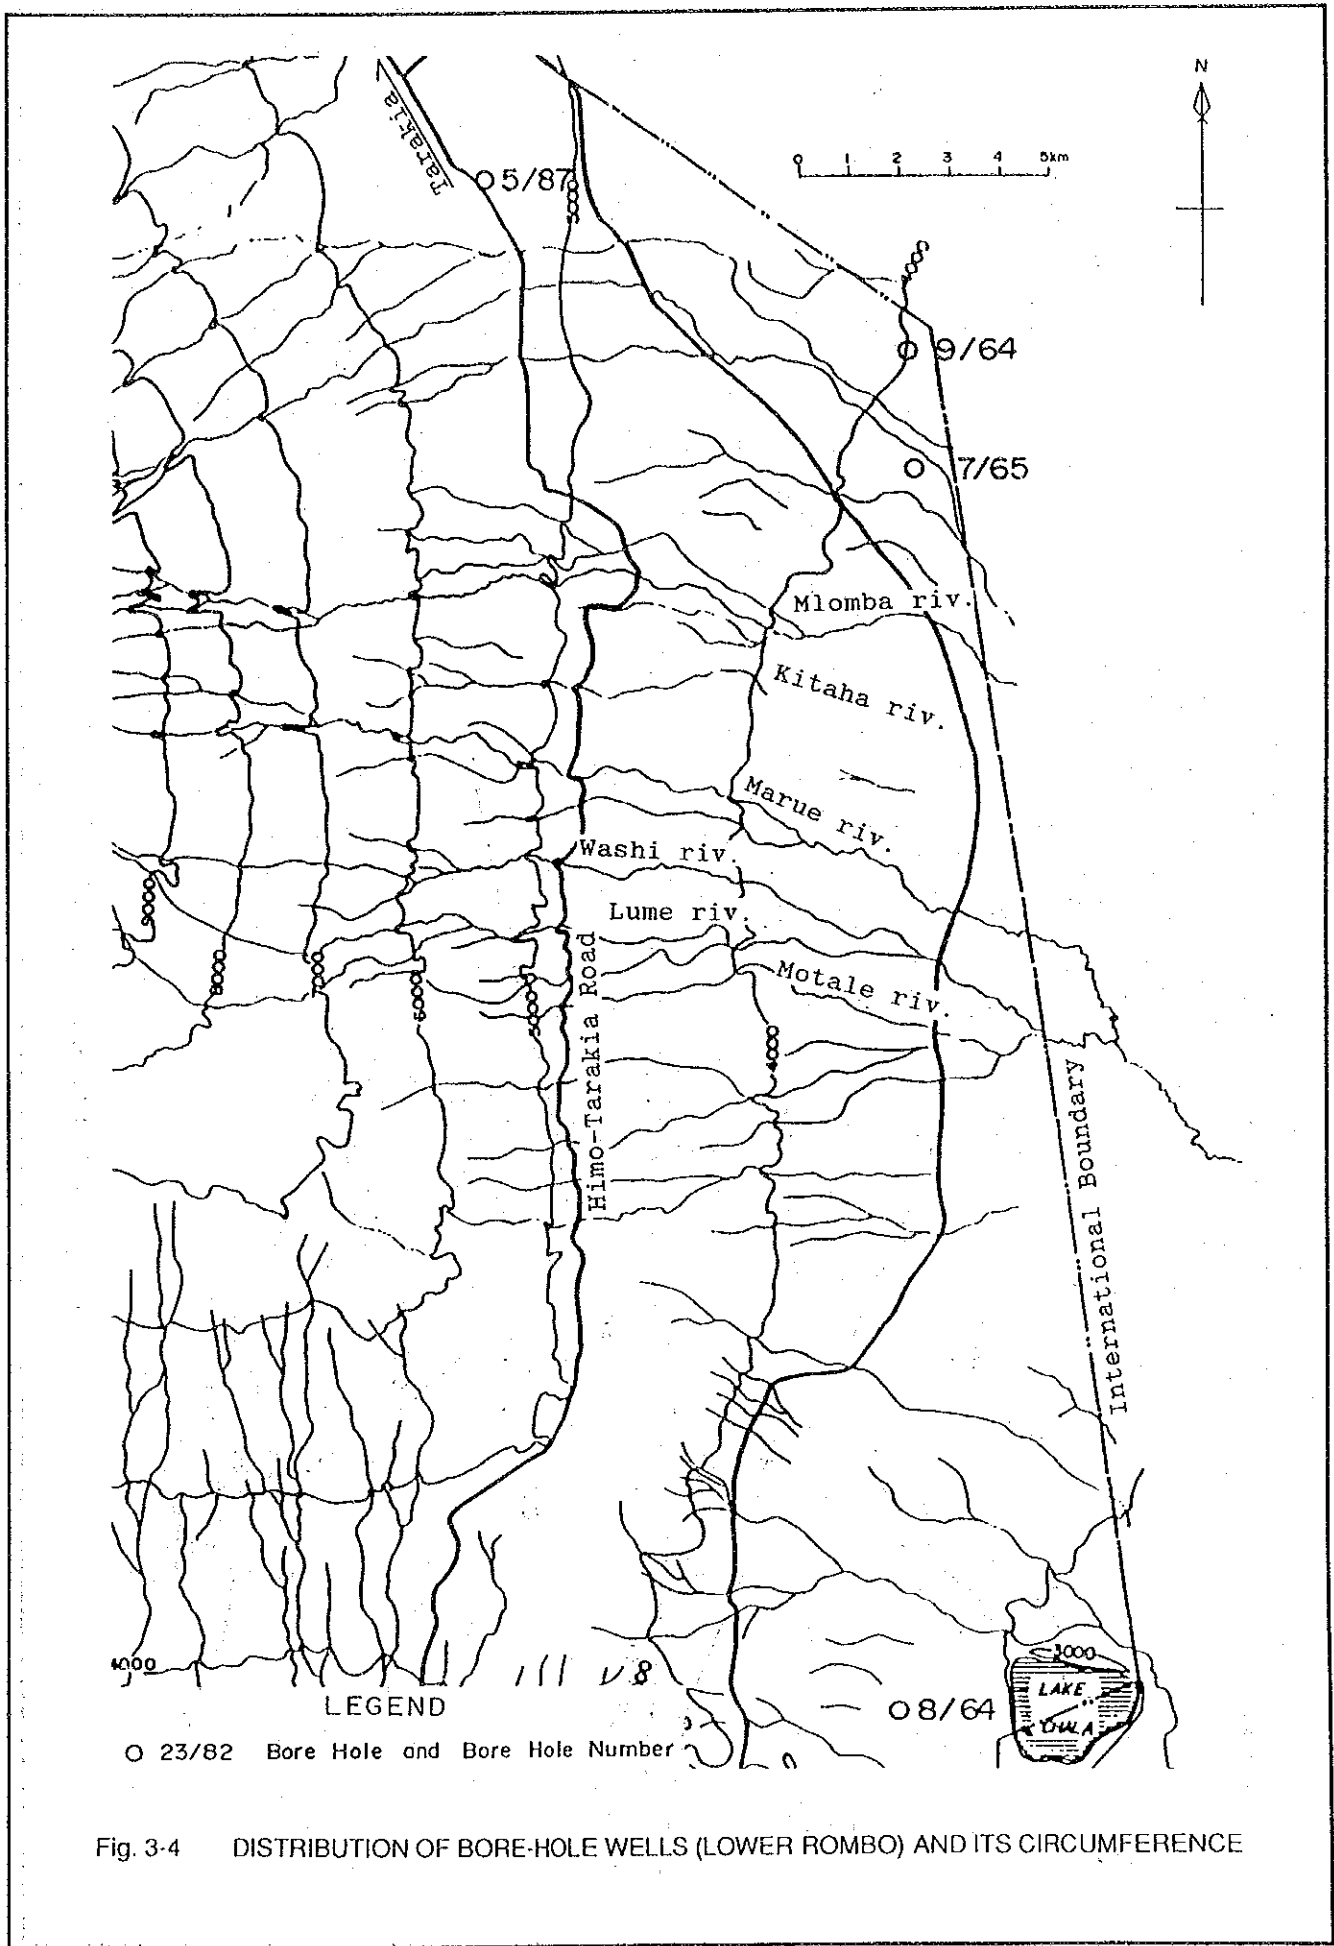 N
Tarakia
0 1 2 3 4 5km
5/87
5000
4000
9/64
7/65
Mlomba riv.
Kitaha riv.
Marue riv.
Washi riv.
9000
Lume riv.
8000
7000
6000
5000
Motale riv.
4000
Himo-Tarakia Road
International Boundary
4000
3000
LAKE
CHALA
8/64
LEGEND
O 23/82 Bore Hole and Bore Hole Number
Fig. 3-4 DISTRIBUTION OF BORE-HOLE WELLS (LOWER ROMBO) AND ITS CIRCUMFERENCE